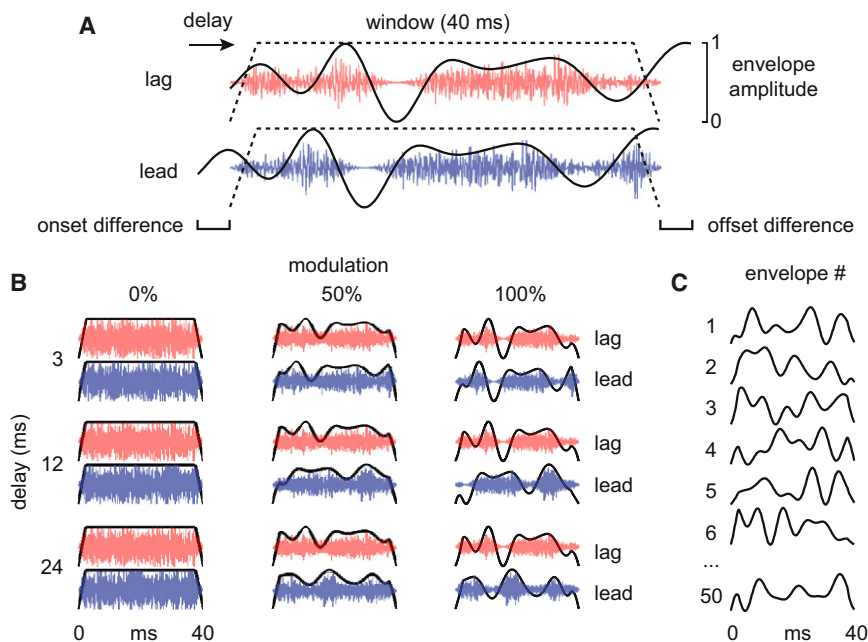 A
delay
window (40 ms)
lag
1
envelope
amplitude
0
lead
onset difference
offset difference
B
modulation
0%
50%
100%
delay (ms)
3
lag
lead
12
lag
lead
24
lag
lead
0 ms 40
C
envelope #
1
2
3
4
5
6
...
50
0 ms 40